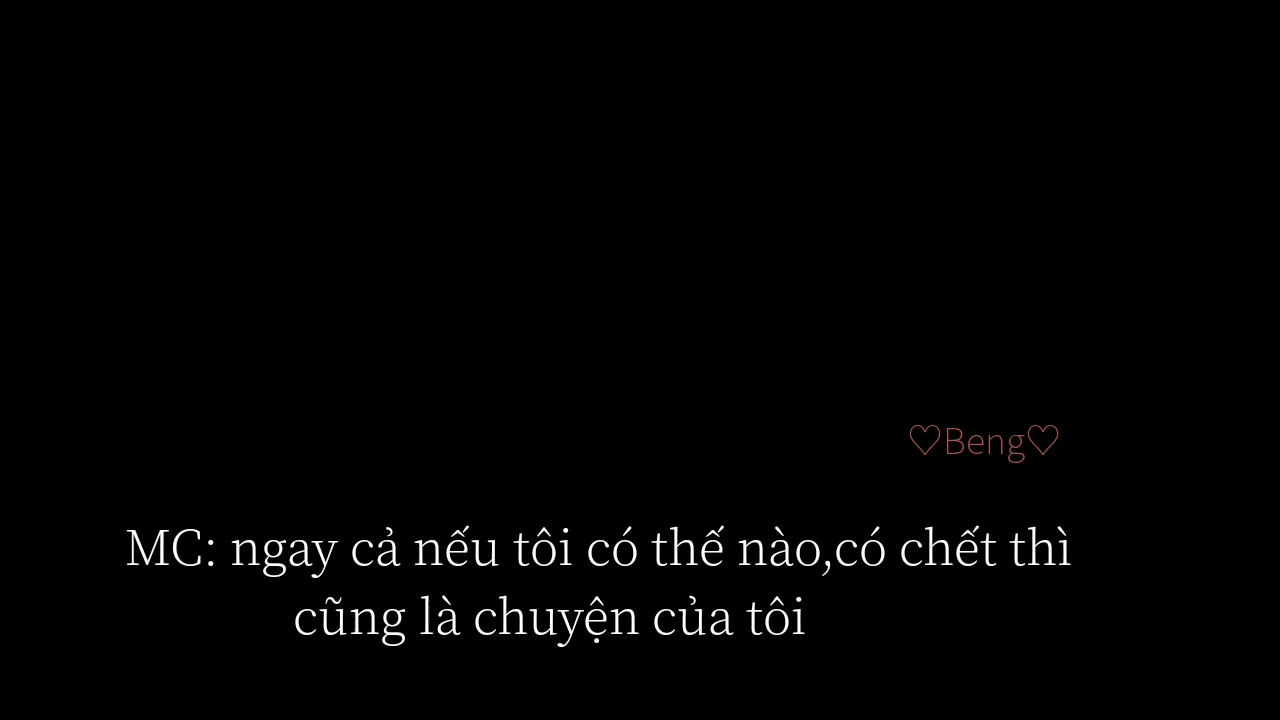 ♡Beng♡
MC: ngay cả nếu tôi có thế nào,có chết thì
cũng là chuyện của tôi